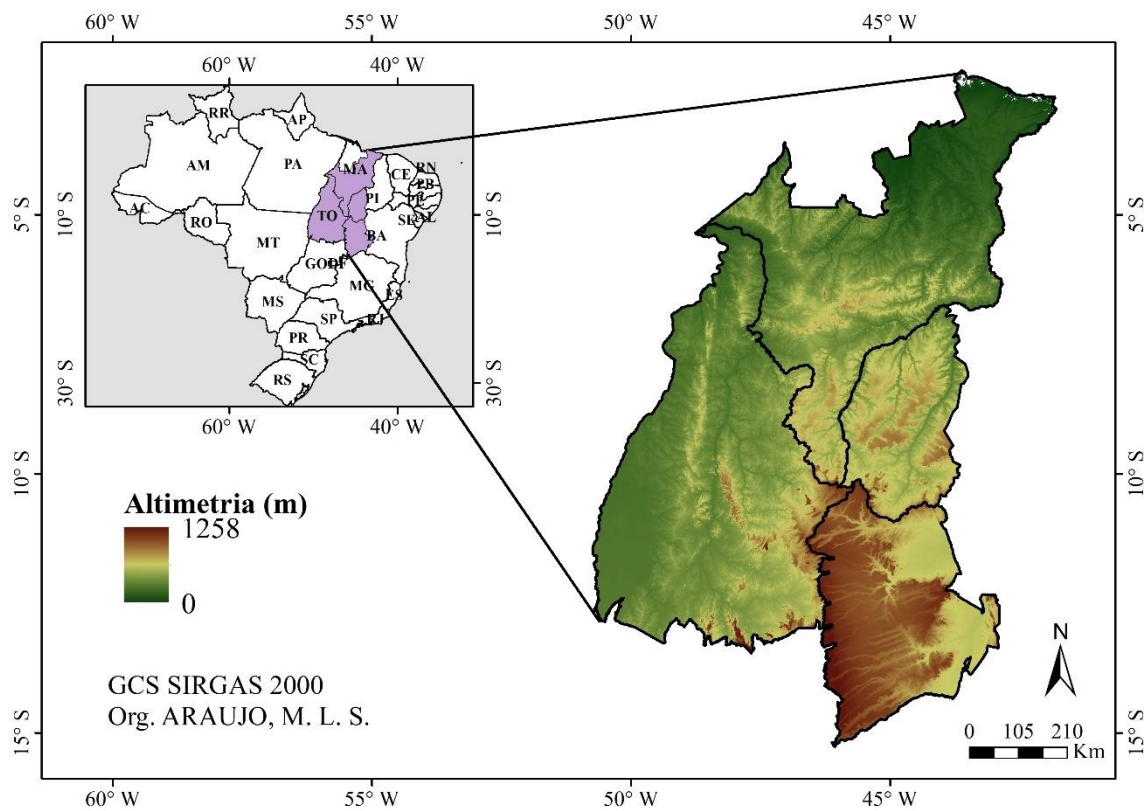 60° W 55° W 50° W 45° W
60° W 40° W
RR
AP
AM
PA
MA
CE
RN
PB
PI
PE
AC
TO
AL
SE
RO
BA
MT
GO
DF
MG
MS
ES
SP
RJ
PR
SC
RS
10° S
30° S
60° W 40° W
5° S 5° S
10° S 10° S
15° S 15° S
Altimetria (m)
1258
0
GCS SIRGAS 2000
Org. ARAUJO, M. L. S.
N
0 105 210
Km
60° W 55° W 50° W 45° W